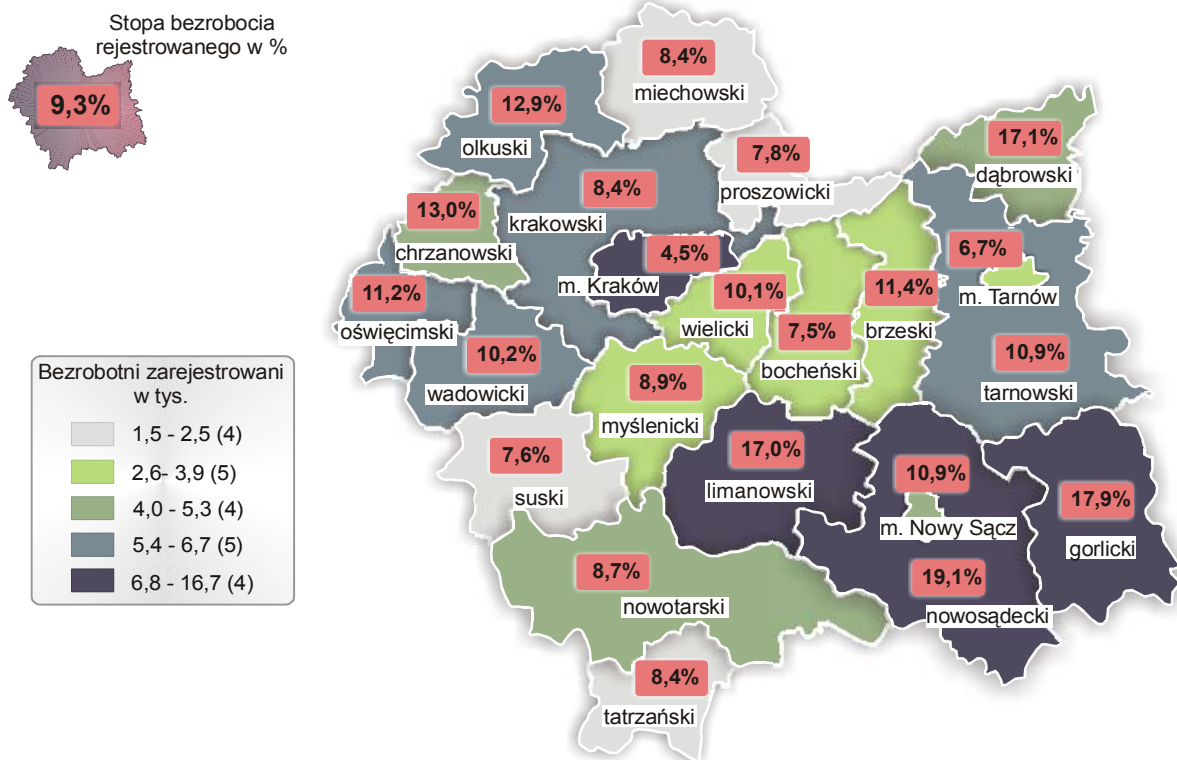 Stopa bezrobocia
rejestrowanego w %
9,3%
8,4%
miechowski
12,9%
olkuski
17,1%
dąbrowski
7,8%
proszowicki
8,4%
krakowski
13,0%
chrzanowski
4,5%
m. Kraków
6,7%
m. Tarnów
11,2%
oświęcimski
10,1%
wielicki
11,4%
brzeski
7,5%
bocheński
10,2%
wadowicki
10,9%
tarnowski
8,9%
myślenicki
Bezrobotni zarejestrowani
w tys.
1,5 - 2,5 (4)
2,6- 3,9 (5)
4,0 - 5,3 (4)
5,4 - 6,7 (5)
6,8 - 16,7 (4)
7,6%
suski
17,0%
limanowski
10,9%
m. Nowy Sącz
17,9%
gorlicki
8,7%
nowotarski
19,1%
nowosądecki
8,4%
tatrzański